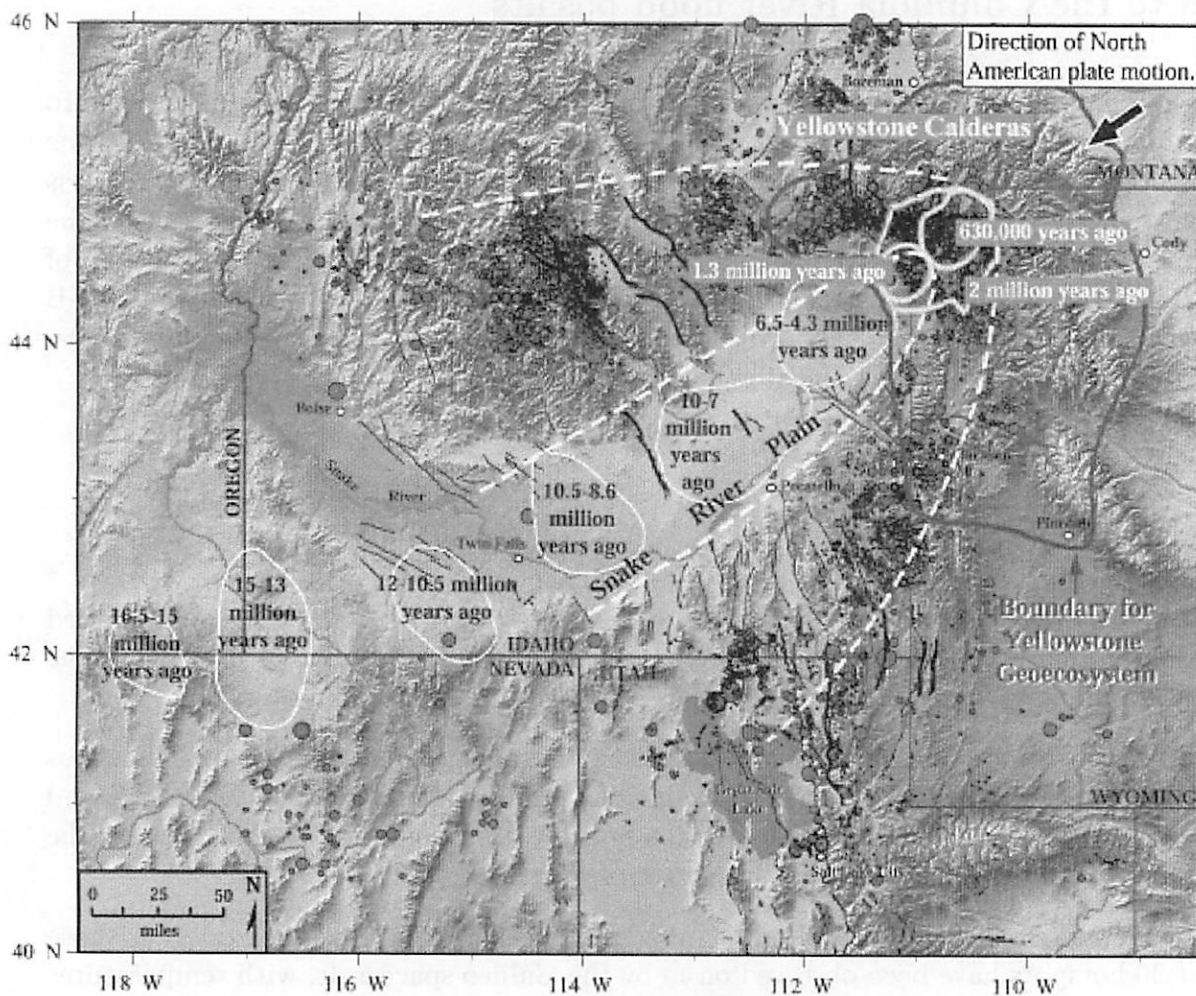 46 N
Direction of North
American plate motion.
Bozeman
Yellowstone Calderas
MONTANA
630,000 years ago
Cody
1.3 million years ago
2 million years ago
6.5-4.3 million
years ago
44 N
Boise
10-7
million
years
ago
OREGON
Snake
River
Plain
Pocatello
River
Snake
10.5-8.6
million
years ago
Twin Falls
Pinedale
15-13
million
years ago
12-10.5 million
years ago
16.5-15
million
years ago
Boundary for
Yellowstone
Geoecosystem
42 N
IDAHO
NEVADA
UTAH
Great Salt
Lake
WYOMING
Salt Lake City
0 25 50
miles
N
40 N
118 W
116 W
114 W
112 W
110 W